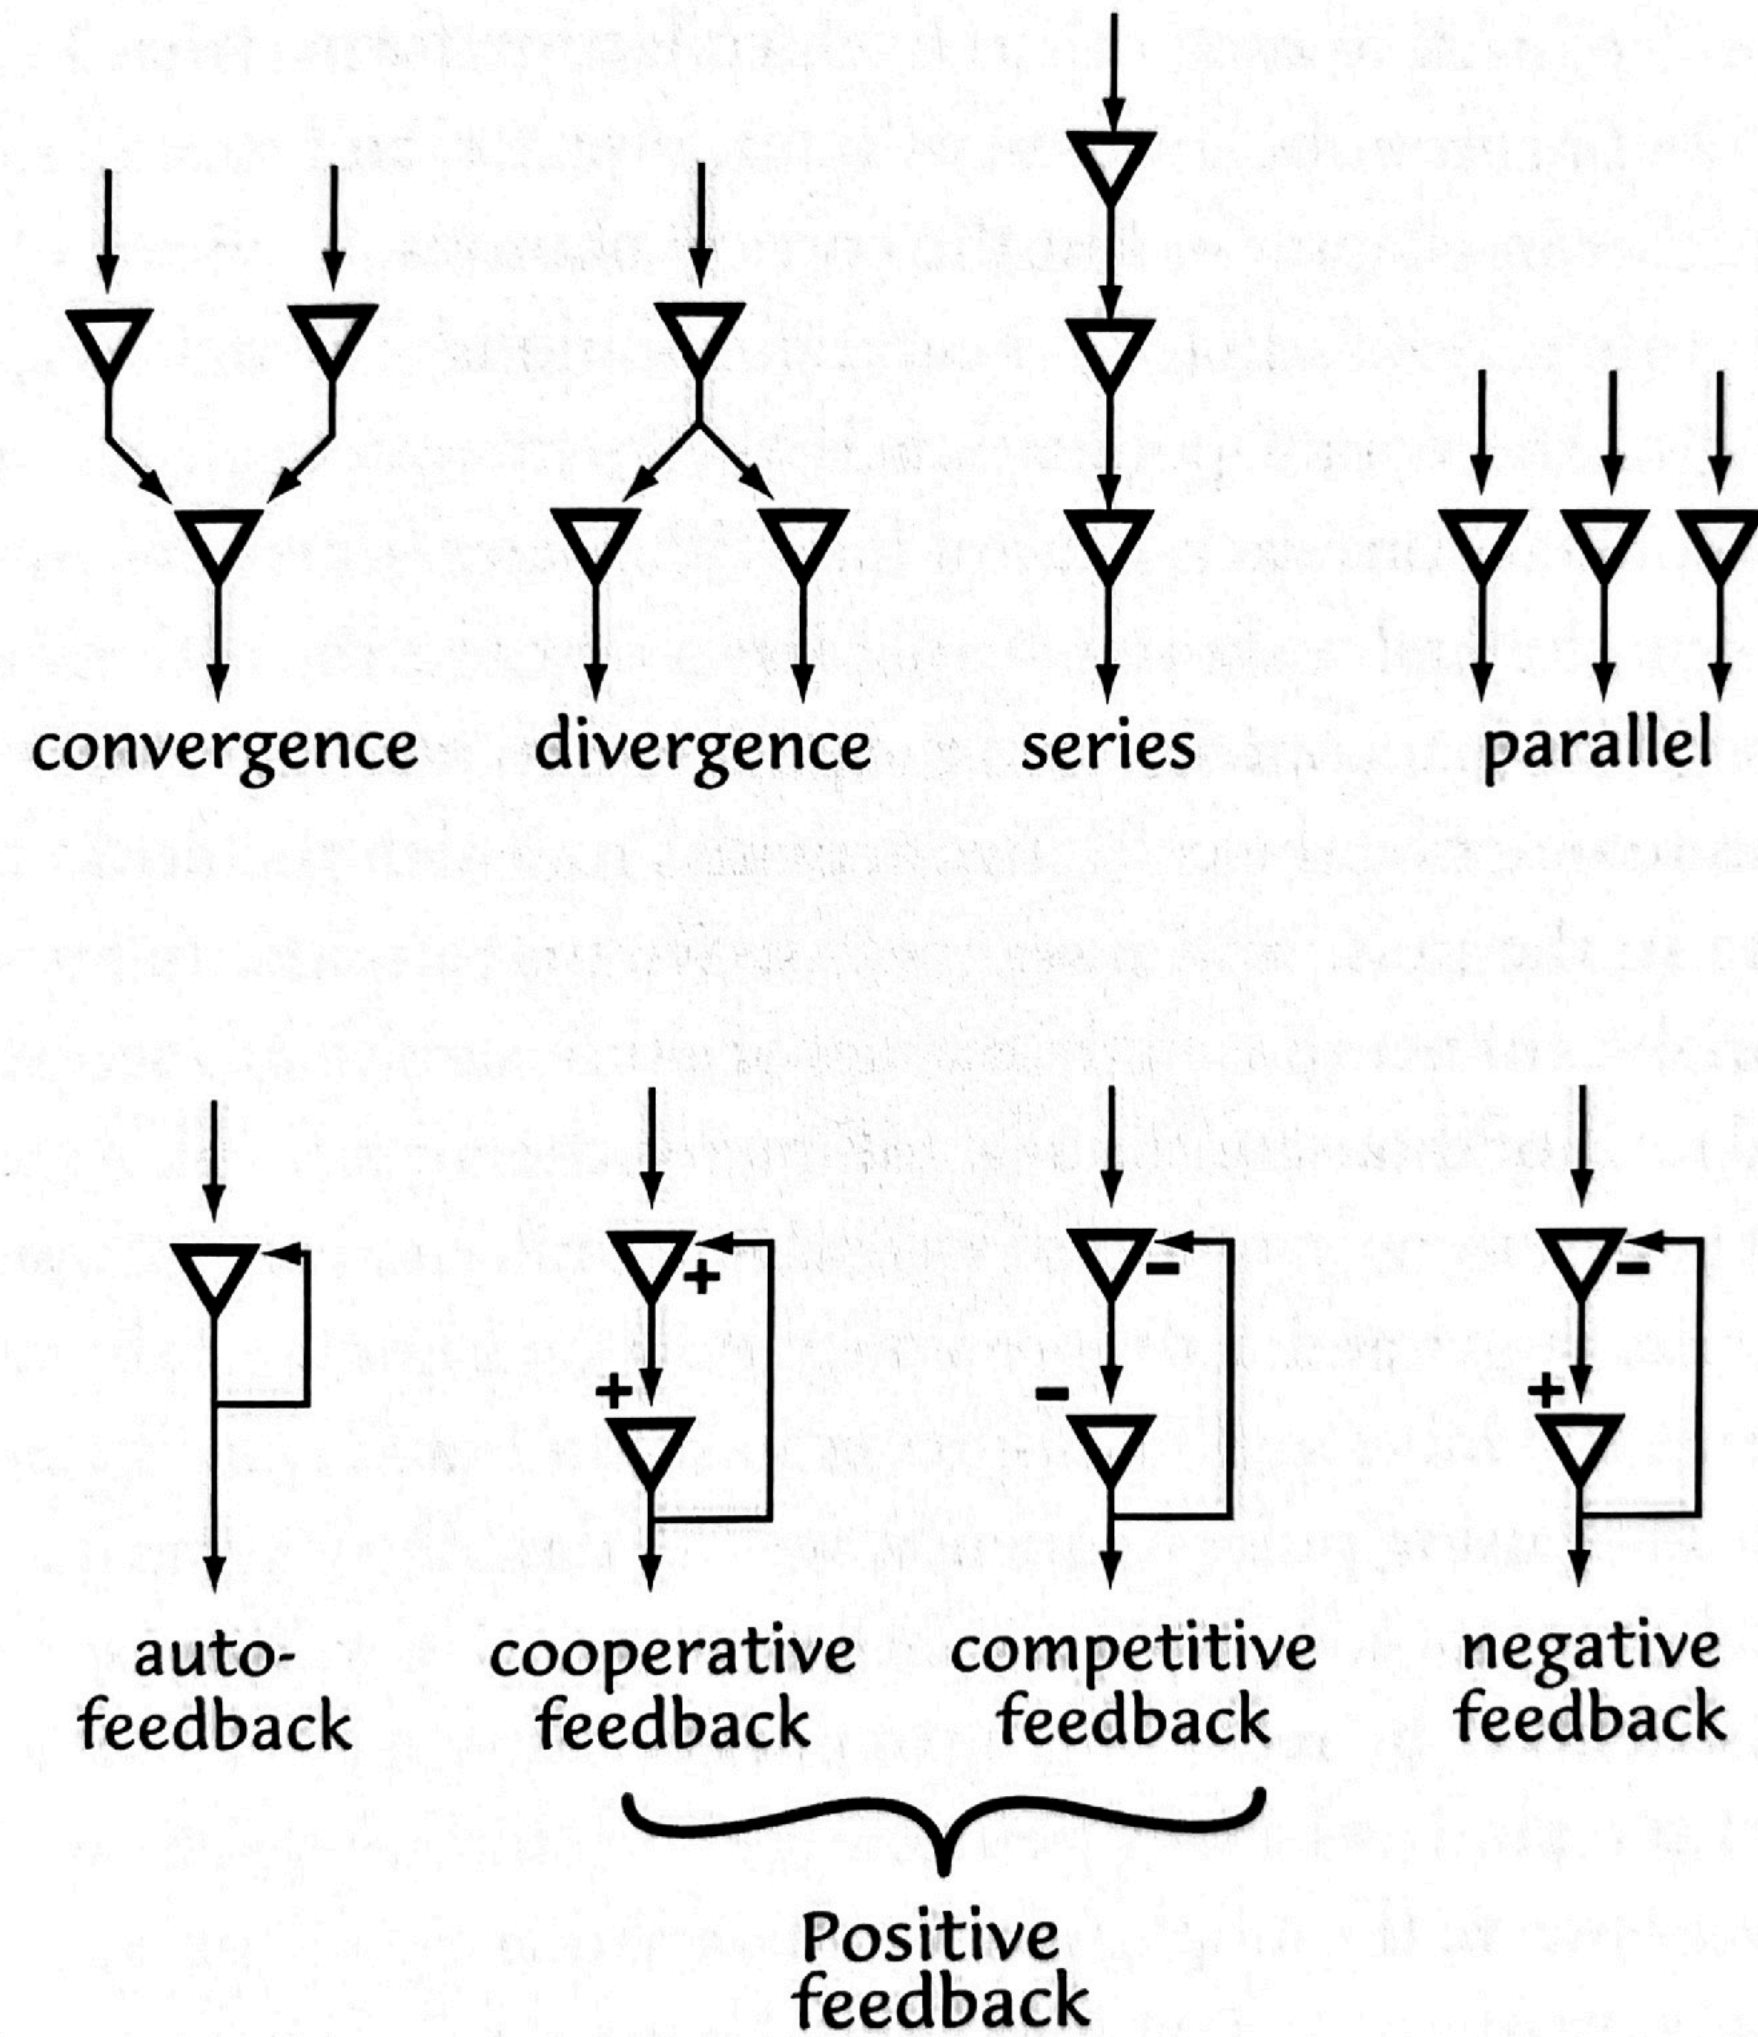 convergence
divergence
series
parallel
+
-
-
+
-
+
auto-
feedback
cooperative
feedback
competitive
feedback
negative
feedback
Positive
feedback